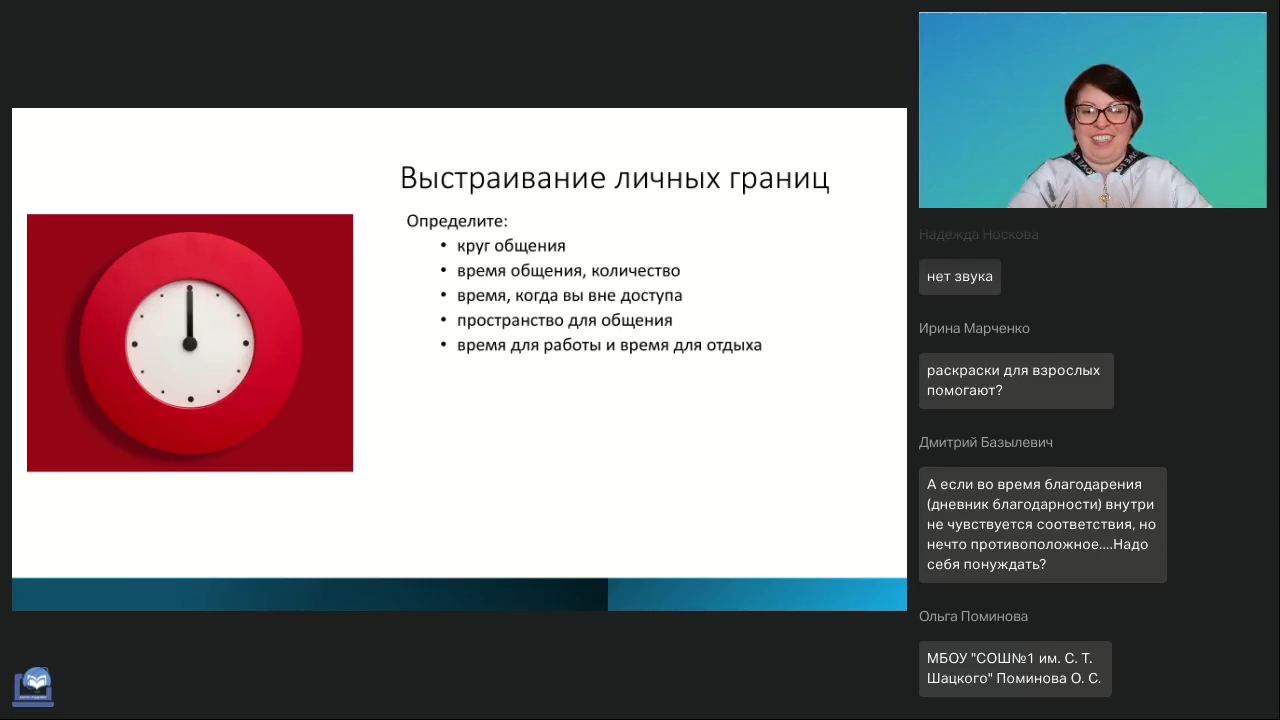 Выстраивание личных границ
Определите:
• круг общения
• время общения, количество
• время, когда вы вне доступа
• пространство для общения
• время для работы и время для отдыха
Надежда Носкова
нет звука
Ирина Марченко
раскраски для взрослых
помогают?
Дмитрий Базылевич
А если во время благодарения
(дневник благодарности) внутри
не чувствуется соответствия, но
нечто противоположное....Надо
себя понуждать?
Ольга Поминова
МБОУ "СОШ№1 им. С. Т.
Шацкого" Поминова О. С.